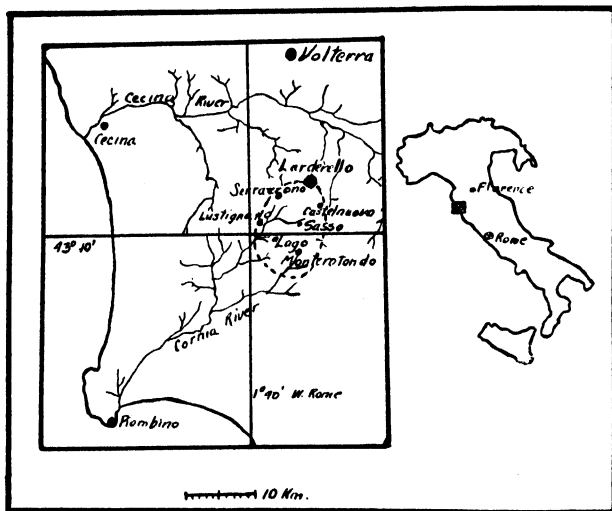 Volterra
Cecina River
Cecina
Larderello
Serrazzono
Castelnuovo
Lustignano
Sasso
43° 10'
Lago
Monterotondo
Cornia River
1° 40' W. Rome
Piombino
10 Km.
Florence
Rome